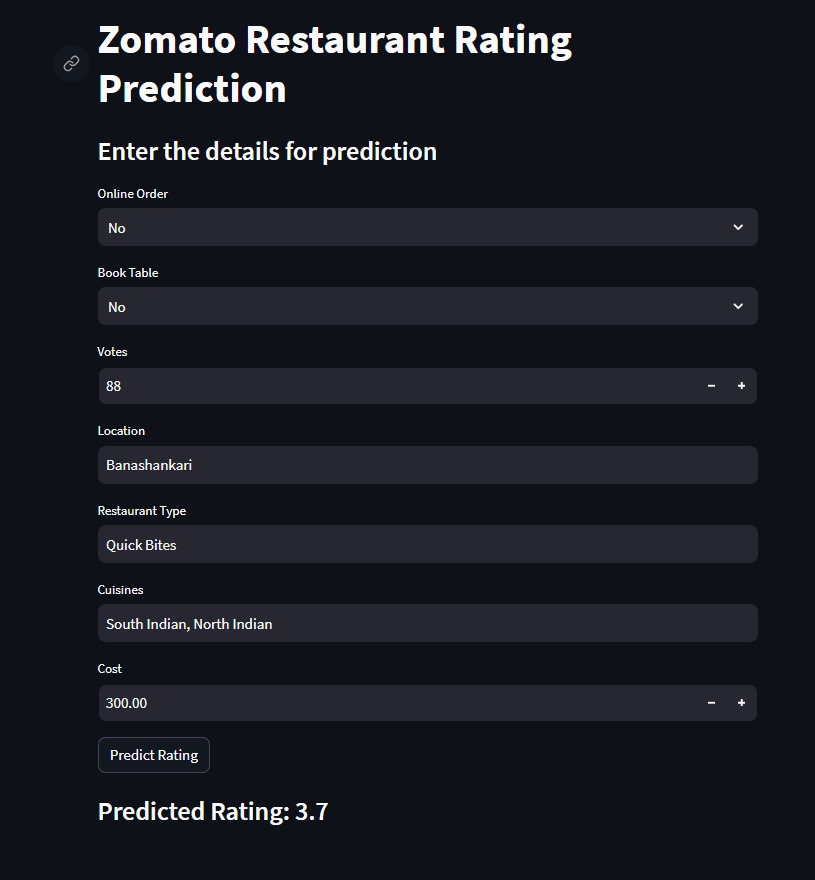 Zomato Restaurant Rating
Prediction
Enter the details for prediction
Online Order
No
Book Table
No
Votes
88
Location
Banashankari
Restaurant Type
Quick Bites
Cuisines
South Indian, North Indian
Cost
300.00
Predict Rating
Predicted Rating: 3.7